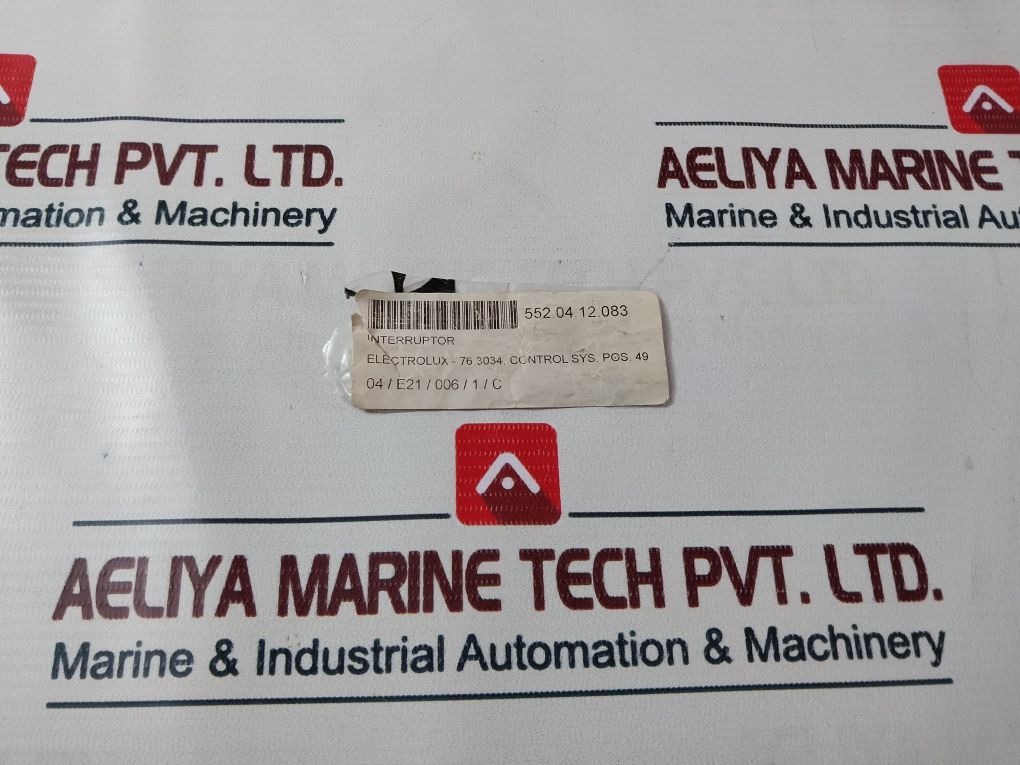 TECH PVT. LTD.
mation & Machinery
AELIYA MARINE
Marine & Industrial Au
552.04.12.083
INTERRUPTOR
ELECTROLUX - 76.3034, CONTROL SYS. POS. 49
04 / E21 / 006 / 1 / C
AELIYA MARINE TECH PVT. LTD.
Marine & Industrial Automation & Machinery